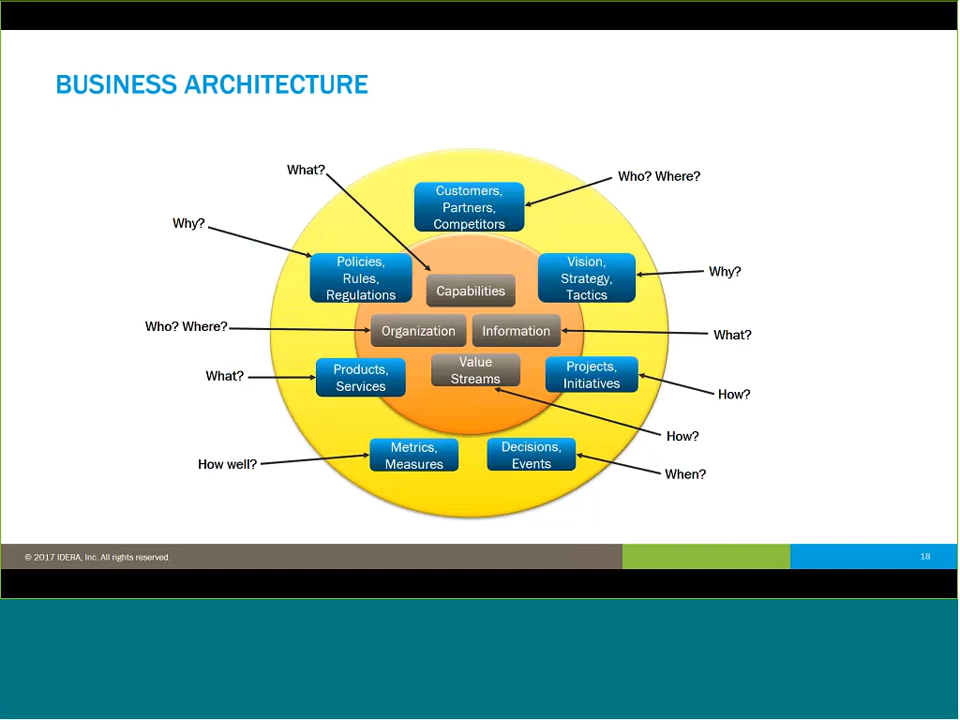 BUSINESS ARCHITECTURE
What?
Who? Where?
Customers,
Partners,
Competitors
Why?
Policies,
Rules,
Regulations
Vision,
Strategy,
Tactics
Why?
Capabilities
Who? Where?
Organization
Information
What?
What?
Products,
Services
Value
Streams
Projects,
Initiatives
How?
How?
How well?
Metrics,
Measures
Decisions,
Events
When?
© 2017 IDERA, Inc. All rights reserved.
18